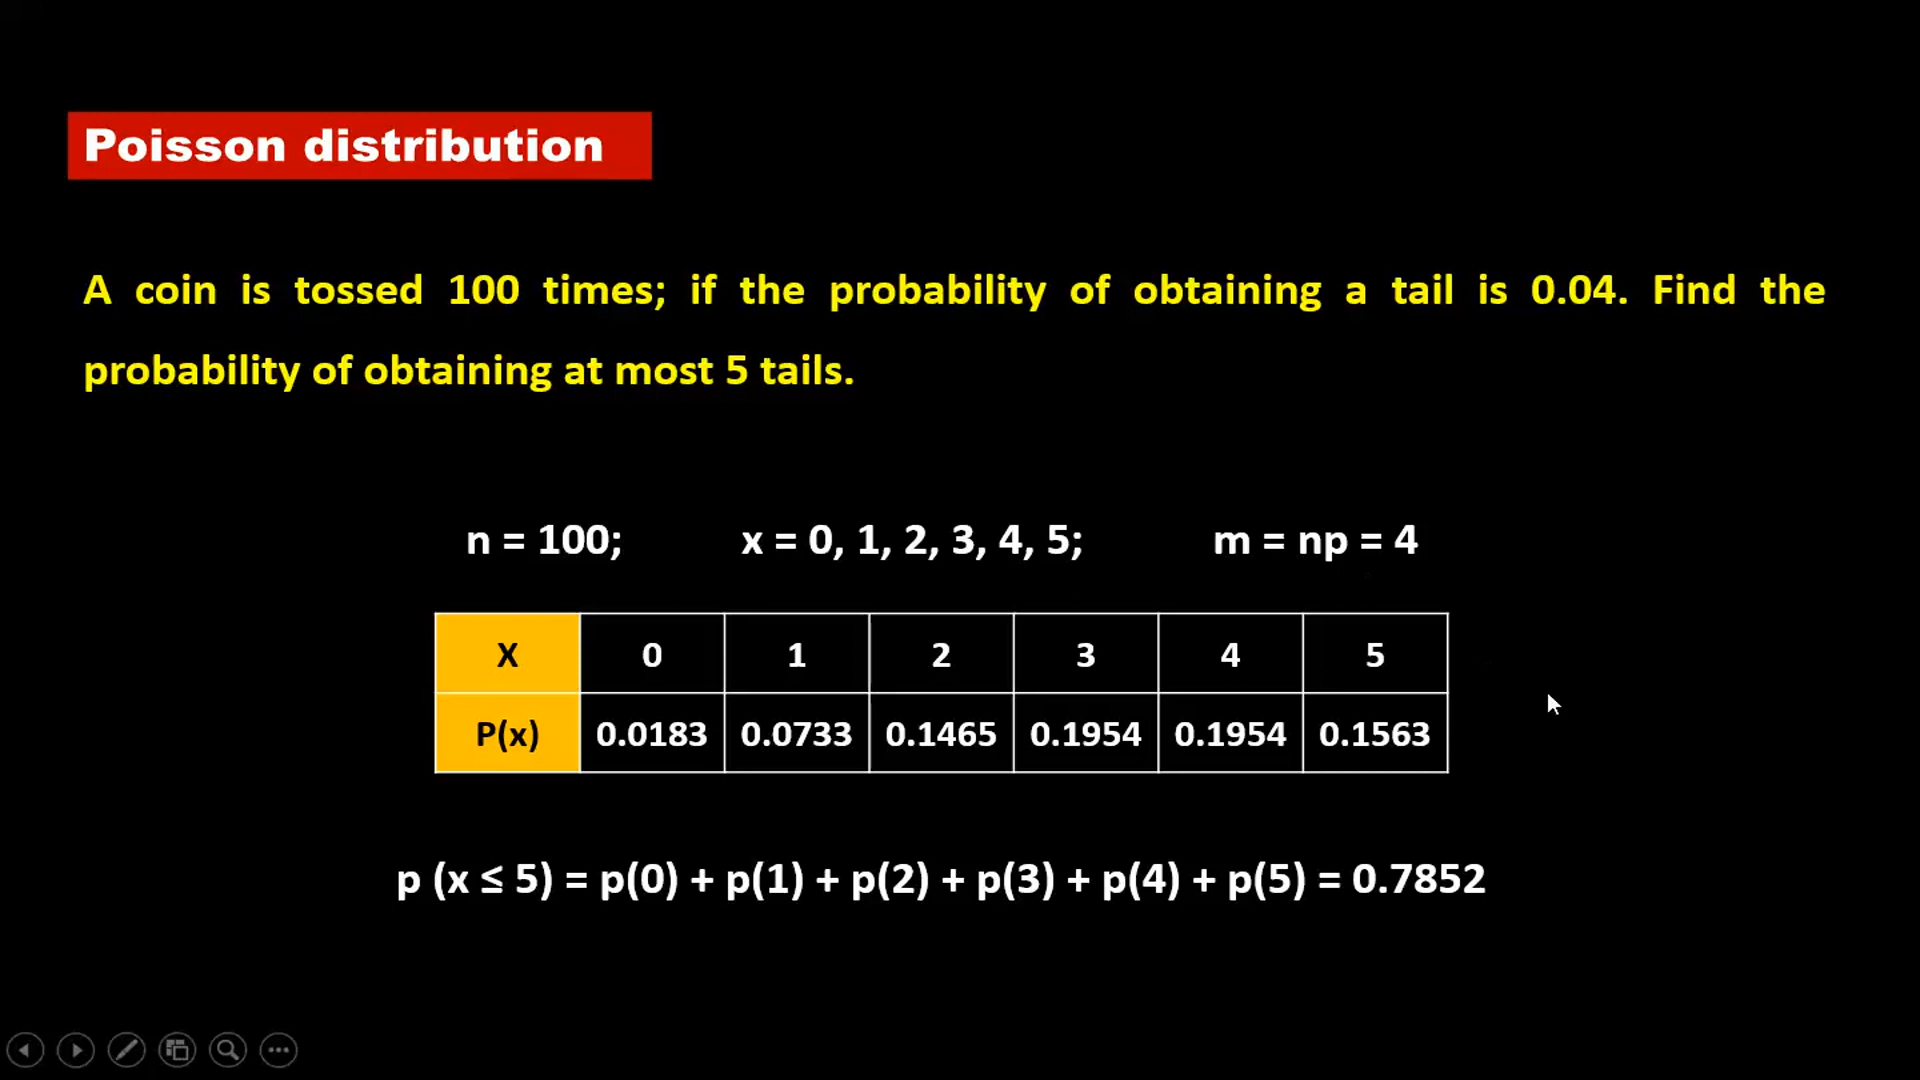 Poisson distribution
A coin is tossed 100 times; if the probability of obtaining a tail is 0.04. Find the
probability of obtaining at most 5 tails.
n = 100; x = 0, 1, 2, 3, 4, 5; m = np = 4
X 0 1 2 3 4 5
P(x) 0.0183 0.0733 0.1465 0.1954 0.1954 0.1563
p (x ≤ 5) = p(0) + p(1) + p(2) + p(3) + p(4) + p(5) = 0.7852